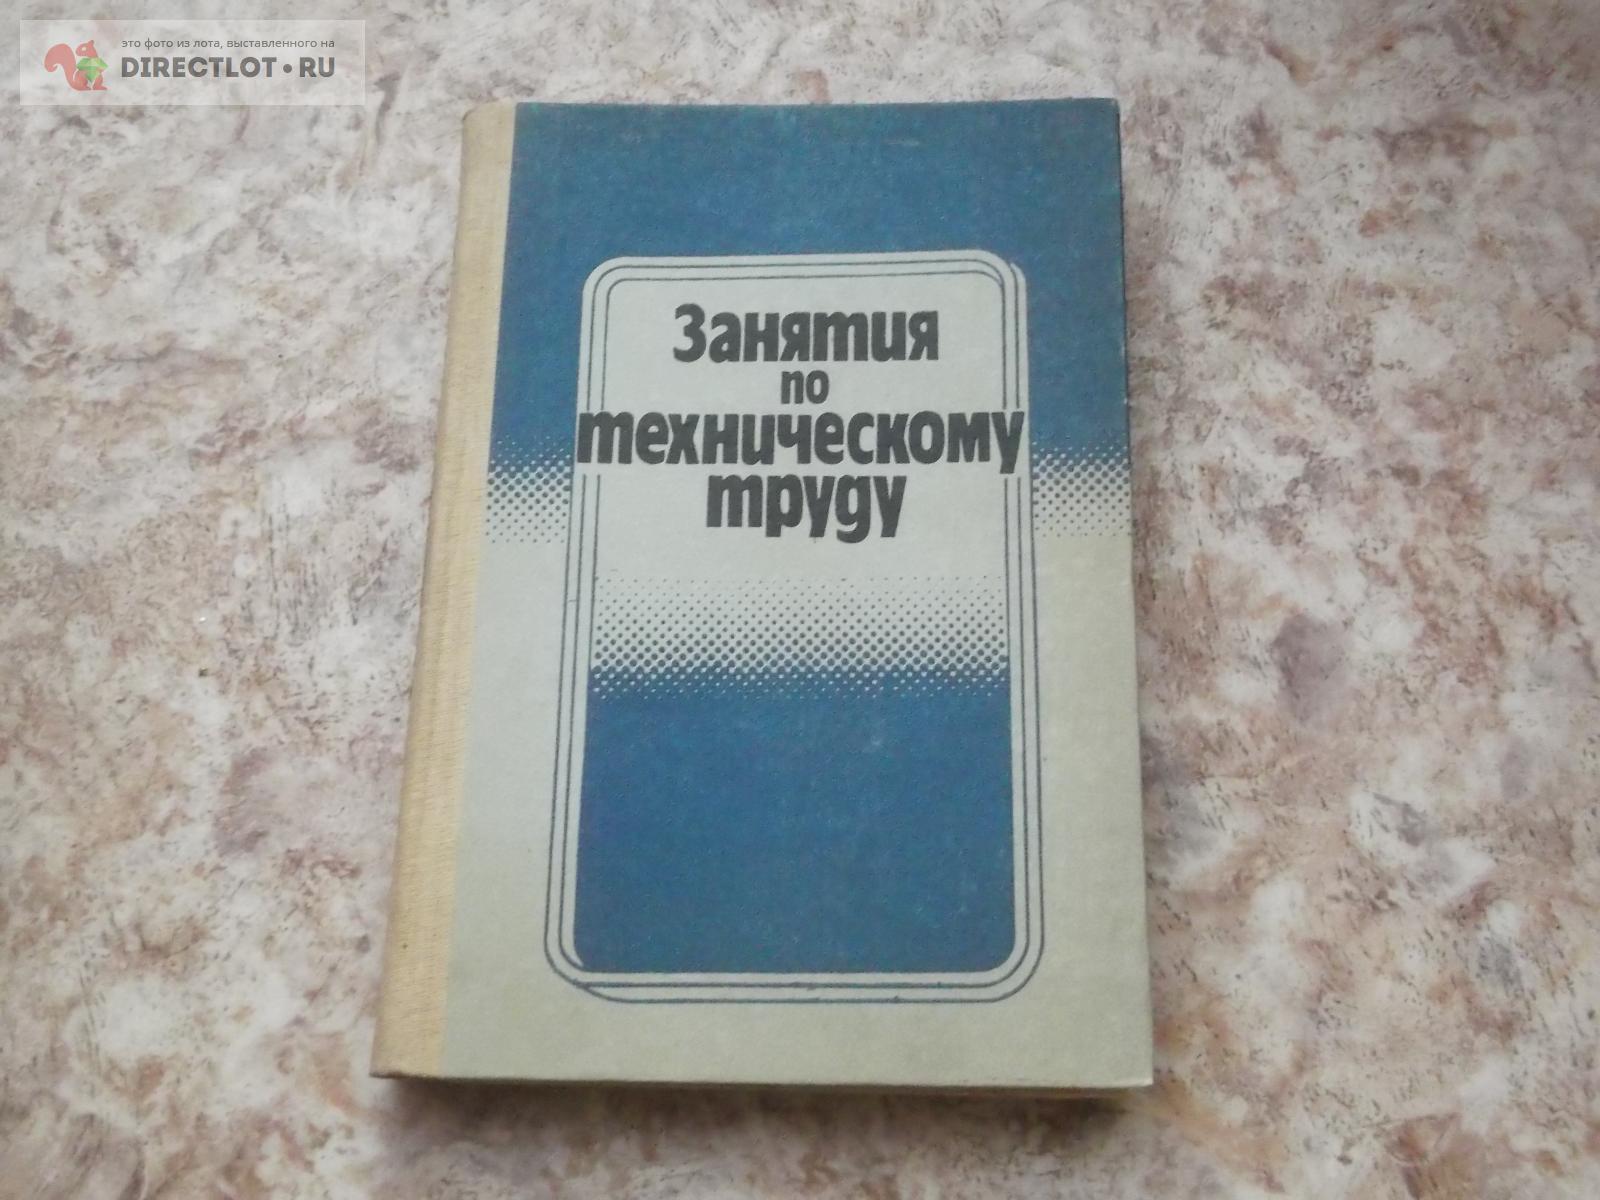 это фото из лота, выставленного на
DIRECTLOT•RU
Занятия
по
техническому
труду